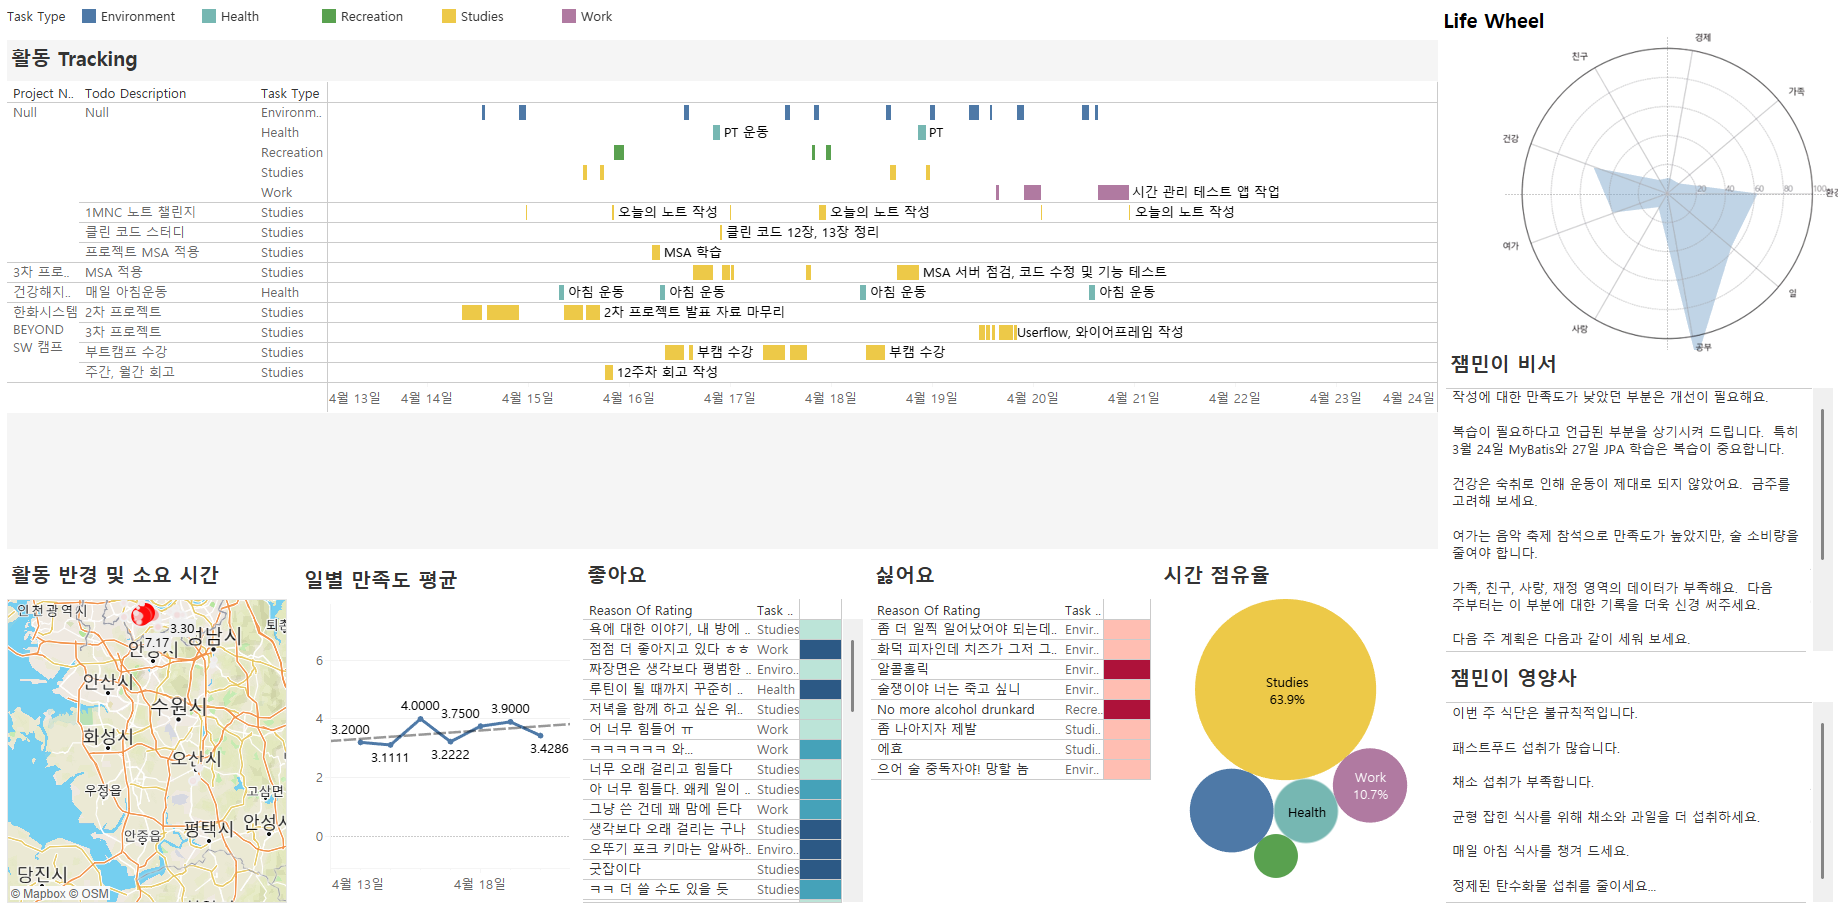 Task Type Environment Health Recreation Studies Work
활동 Tracking
Project N.. Todo Description Task Type
Null Null Environm..
Health PT 운동 PT
Recreation
Studies
Work 시간 관리 테스트 앱 작업
1MNC 노트 챌린지 Studies 오늘의 노트 작성 오늘의 노트 작성 오늘의 노트 작성
클린 코드 스터디 Studies 클린 코드 12장, 13장 정리
프로젝트 MSA 적용 Studies MSA 학습
3차 프로.. MSA 적용 Studies MSA 서버 점검, 코드 수정 및 기능 테스트
건강해지.. 매일 아침운동 Health 아침 운동 아침 운동 아침 운동 아침 운동
한화시스템 BEYOND SW 캠프 2차 프로젝트 Studies 2차 프로젝트 발표 자료 마무리
3차 프로젝트 Studies Userflow, 와이어프레임 작성
부트캠프 수강 Studies 부캠 수강 부캠 수강
주간, 월간 회고 Studies 12주차 회고 작성
4월 13일 4월 14일 4월 15일 4월 16일 4월 17일 4월 18일 4월 19일 4월 20일 4월 21일 4월 22일 4월 23일 4월 24일
Life Wheel
경제
친구
가족
건강
20 40 60 80 100
환경
여가
일
사랑
공부
잼민이 비서
작성에 대한 만족도가 낮았던 부분은 개선이 필요해요.
복습이 필요하다고 언급된 부분을 상기시켜 드립니다. 특히
3월 24일 MyBatis와 27일 JPA 학습은 복습이 중요합니다.
건강은 숙취로 인해 운동이 제대로 되지 않았어요. 금주를
고려해 보세요.
여가는 음악 축제 참석으로 만족도가 높았지만, 술 소비량을
줄여야 합니다.
가족, 친구, 사랑, 재정 영역의 데이터가 부족해요. 다음
주부터는 이 부분에 대한 기록을 더욱 신경 써주세요.
다음 주 계획은 다음과 같이 세워 보세요.
잼민이 영양사
이번 주 식단은 불규칙적입니다.
패스트푸드 섭취가 많습니다.
채소 섭취가 부족합니다.
균형 잡힌 식사를 위해 채소와 과일을 더 섭취하세요.
매일 아침 식사를 챙겨 드세요.
정제된 탄수화물 섭취를 줄이세요...
활동 반경 및 소요 시간
인천광역시
3.30
7.17
성남시
안양시
안산시
수원시
화성시
오산시
우정읍
고삼면
안중읍
평택시
안성시
당진시
© Mapbox © OSM
일별 만족도 평균
6
4
2
0
3.2000
3.1111
4.0000
3.2222
3.7500
3.9000
3.4286
4월 13일 4월 18일
좋아요
Reason Of Rating Task ..
욕에 대한 이야기, 내 방에 .. Studies
점점 더 좋아지고 있다 ㅎㅎ Work
짜장면은 생각보다 평범한 .. Enviro..
루틴이 될 때까지 꾸준히 .. Health
저녁을 함께 하고 싶은 위.. Studies
어 너무 힘들어 ㅠ Work
ㅋㅋㅋㅋㅋㅋ 와... Work
너무 오래 걸리고 힘들다 Studies
아 너무 힘들다. 왜케 일이 .. Studies
그냥 쓴 건데 꽤 맘에 든다 Work
생각보다 오래 걸리는 구나 Studies
오뚜기 포크 키마는 알싸하.. Enviro..
굿잡이다 Studies
ㅋㅋ 더 쓸 수도 있을 듯 Studies
싫어요
Reason Of Rating Task ..
좀 더 일찍 일어났어야 되는데.. Envir..
화덕 피자인데 치즈가 그저 그.. Envir..
알콜홀릭 Envir..
술쟁이야 너는 죽고 싶니 Envir..
No more alcohol drunkard Recre..
좀 나아지자 제발 Studi..
에효 Envir..
으어 술 중독자야! 망할 놈 Envir..
시간 점유율
Studies
63.9%
Work
10.7%
Health